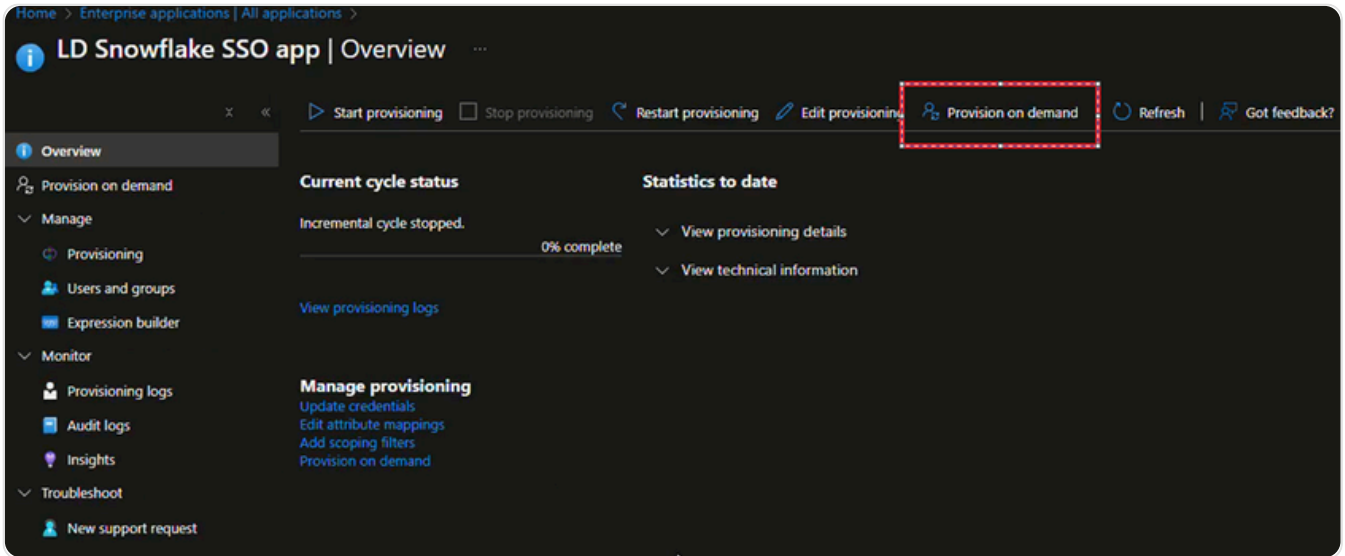 Home > Enterprise applications | All applications >
LD Snowflake SSO app | Overview ...
Start provisioning Stop provisioning Restart provisioning Edit provisioning Provision on demand Refresh | Got feedback?
Overview
Provision on demand
Manage
Provisioning
Users and groups
Expression builder
Monitor
Provisioning logs
Audit logs
Insights
Troubleshoot
New support request
Current cycle status
Incremental cycle stopped.
0% complete
View provisioning logs
Manage provisioning
Update credentials
Edit attribute mappings
Add scoping filters
Provision on demand
Statistics to date
View provisioning details
View technical information